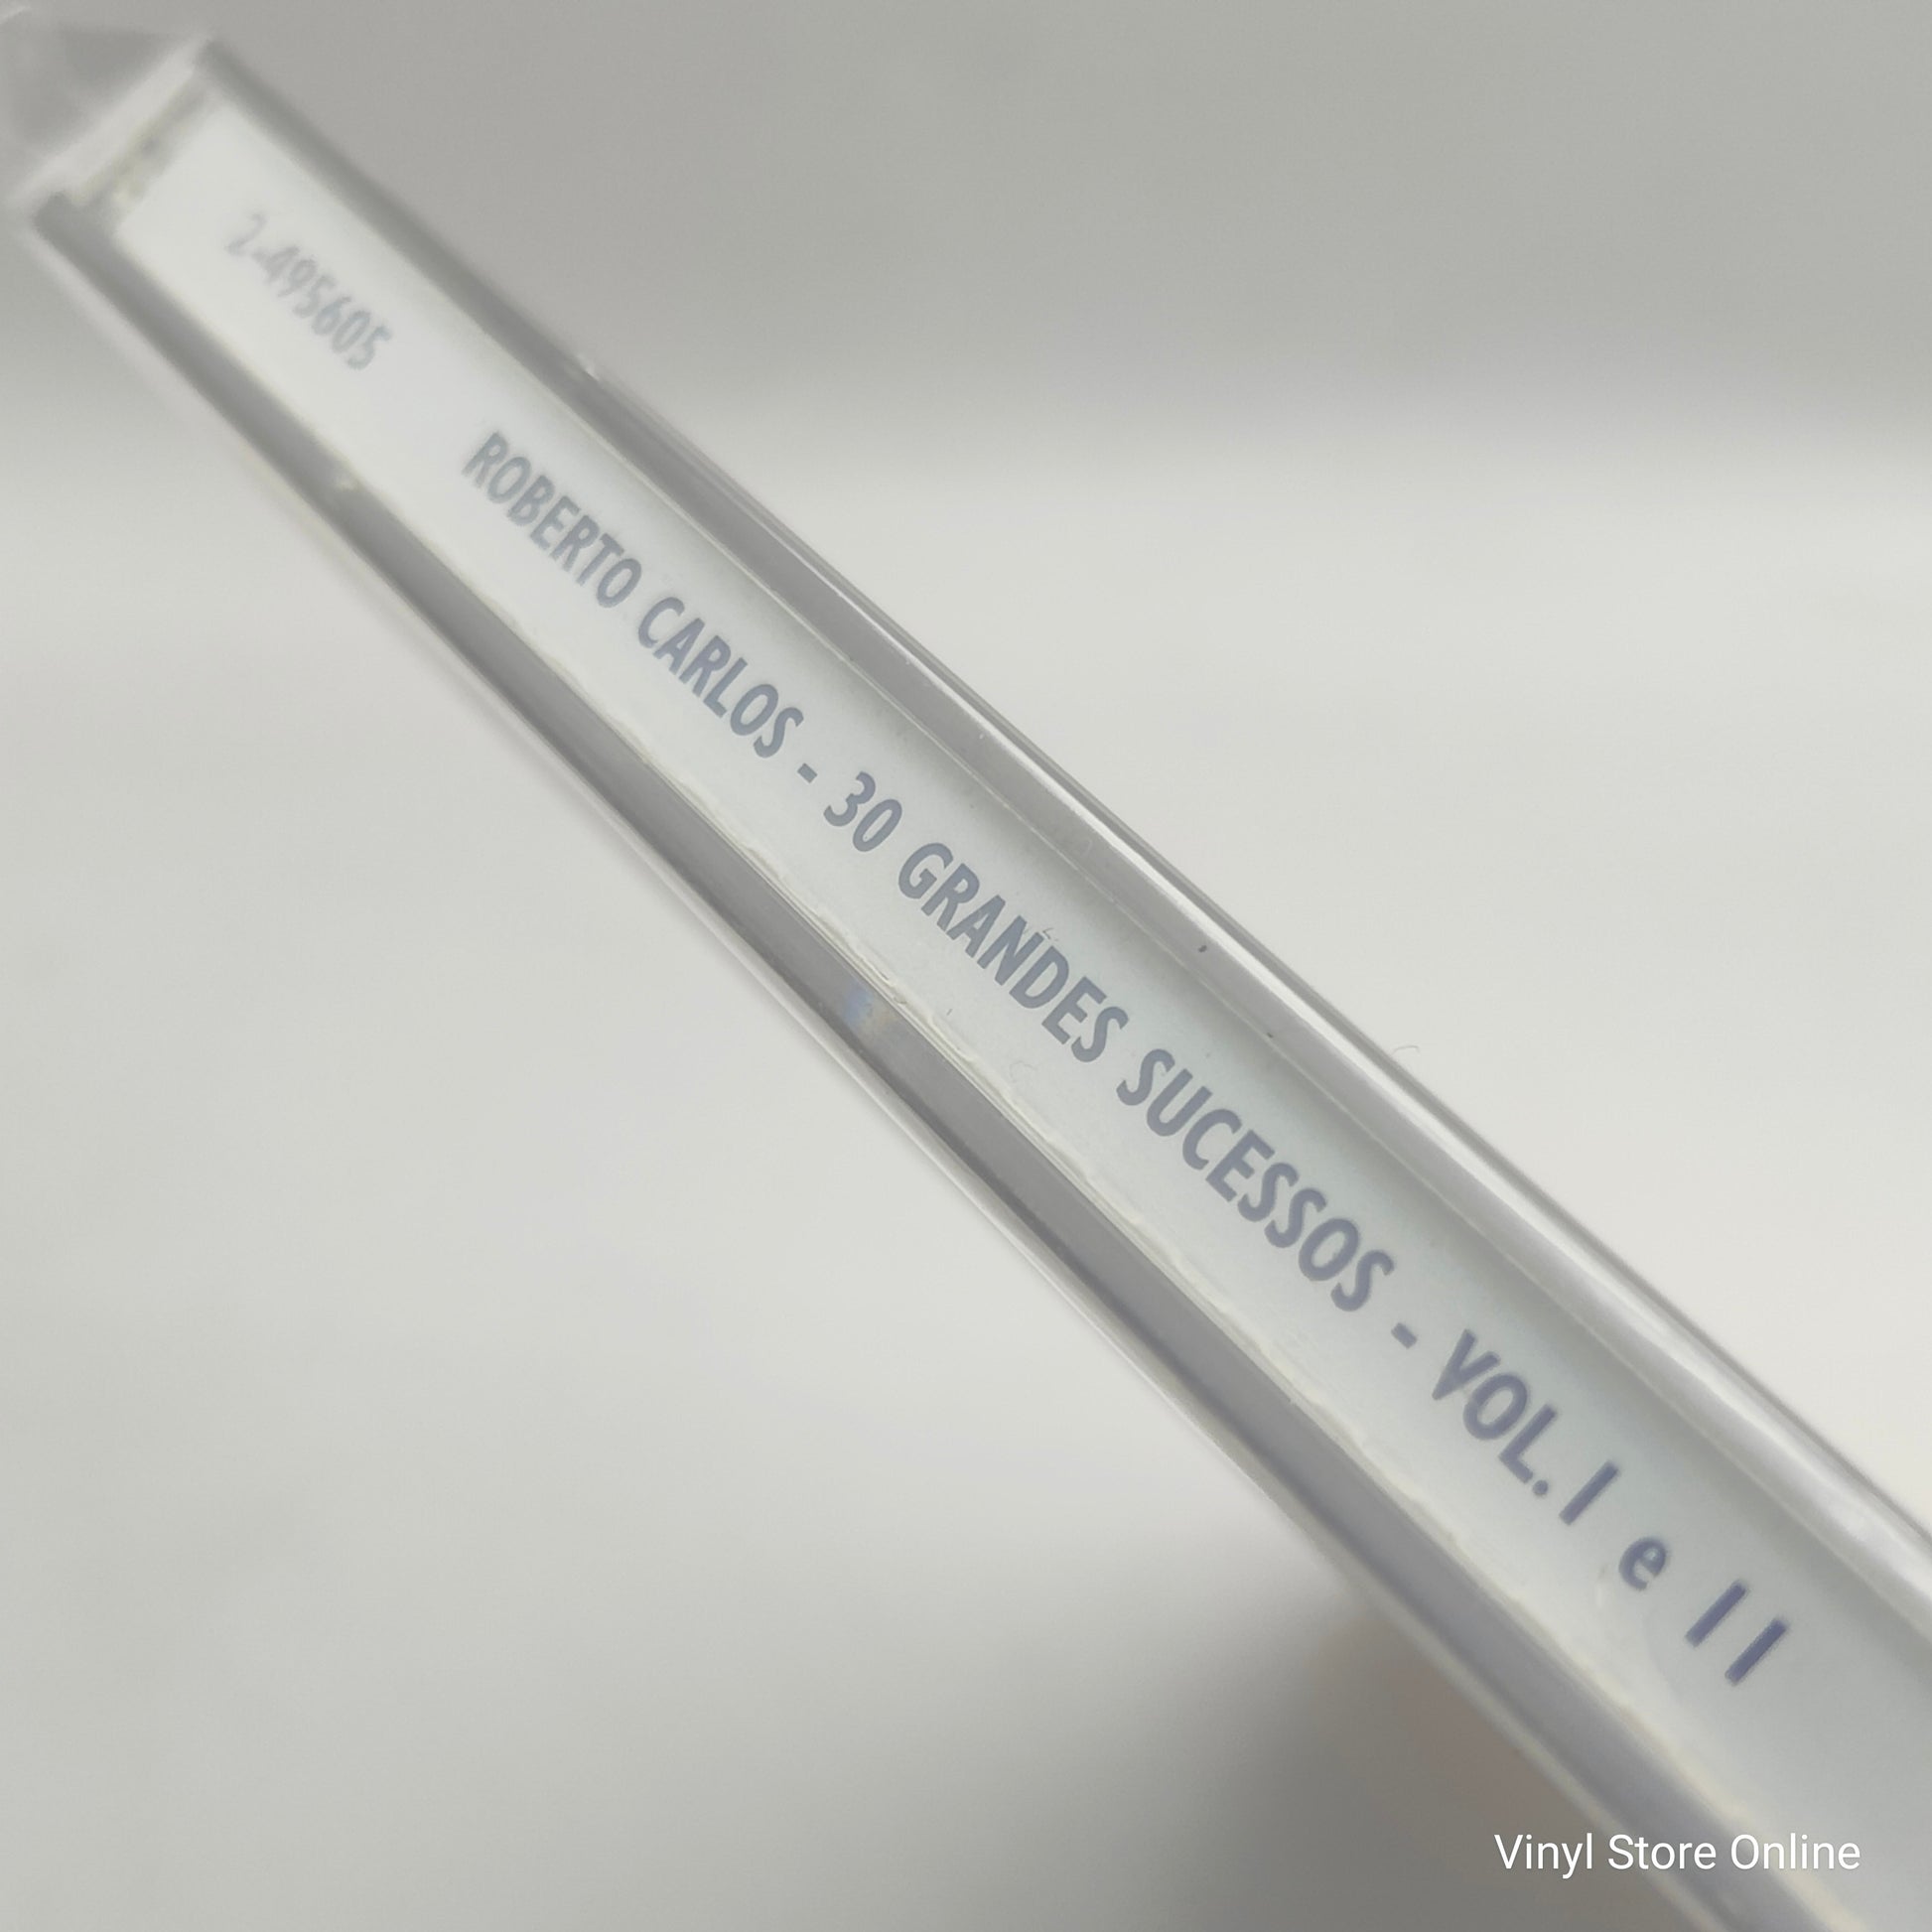 2-495605 ROBERTO CARLOS - 30 GRANDES SUCESSOS - VOL. I e II
Vinyl Store Online